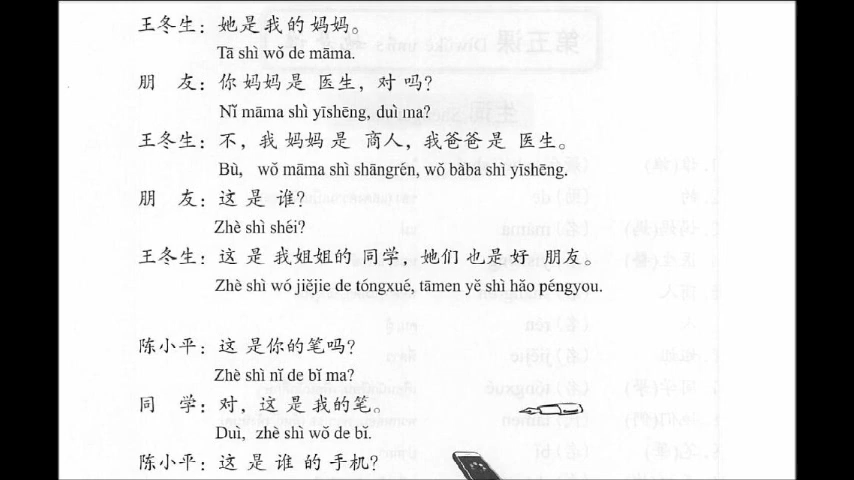 王冬生：她是我的妈妈。
Tā shì wǒ de māma.
朋 友：你妈妈是医生，对吗？
Nǐ māma shì yīshēng, duì ma?
王冬生：不，我妈妈是商人，我爸爸是医生。
Bù, wǒ māma shì shāngrén, wǒ bàba shì yīshēng.
朋 友：这是谁？
Zhè shì shéi?
王冬生：这是我姐姐的同学，她们也是好朋友。
Zhè shì wó jiějie de tóngxué, tāmen yě shì hǎo péngyou.
陈小平：这是你的笔吗？
Zhè shì nǐ de bǐ ma?
同 学：对，这是我的笔。
Duì, zhè shì wǒ de bǐ.
陈小平：这是谁的手机？